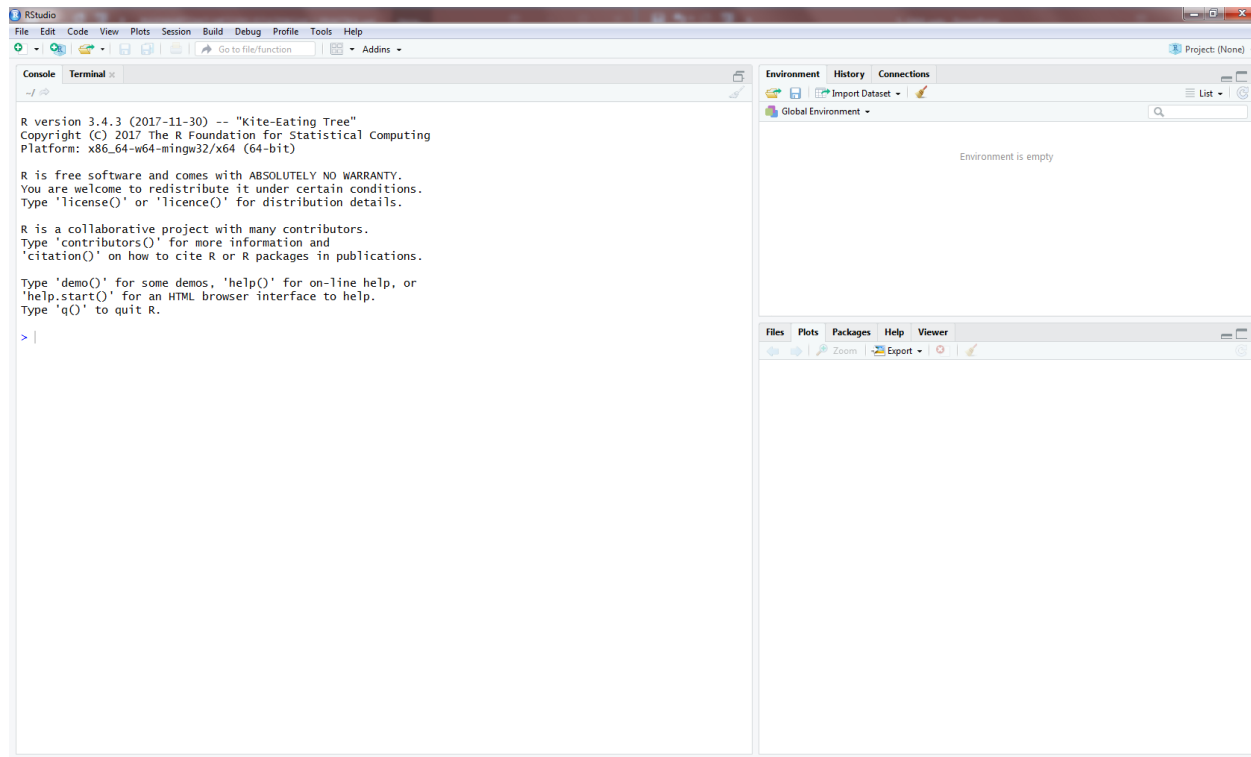 RStudio
File Edit Code View Plots Session Build Debug Profile Tools Help
Go to file/function Addins Project: (None)
Console Terminal
~/
R version 3.4.3 (2017-11-30) -- "Kite-Eating Tree"
Copyright (C) 2017 The R Foundation for Statistical Computing
Platform: x86_64-w64-mingw32/x64 (64-bit)
R is free software and comes with ABSOLUTELY NO WARRANTY.
You are welcome to redistribute it under certain conditions.
Type 'license()' or 'licence()' for distribution details.
R is a collaborative project with many contributors.
Type 'contributors()' for more information and
'citation()' on how to cite R or R packages in publications.
Type 'demo()' for some demos, 'help()' for on-line help, or
'help.start()' for an HTML browser interface to help.
Type 'q()' to quit R.
>
Environment History Connections
Import Dataset List
Global Environment
Environment is empty
Files Plots Packages Help Viewer
Zoom Export